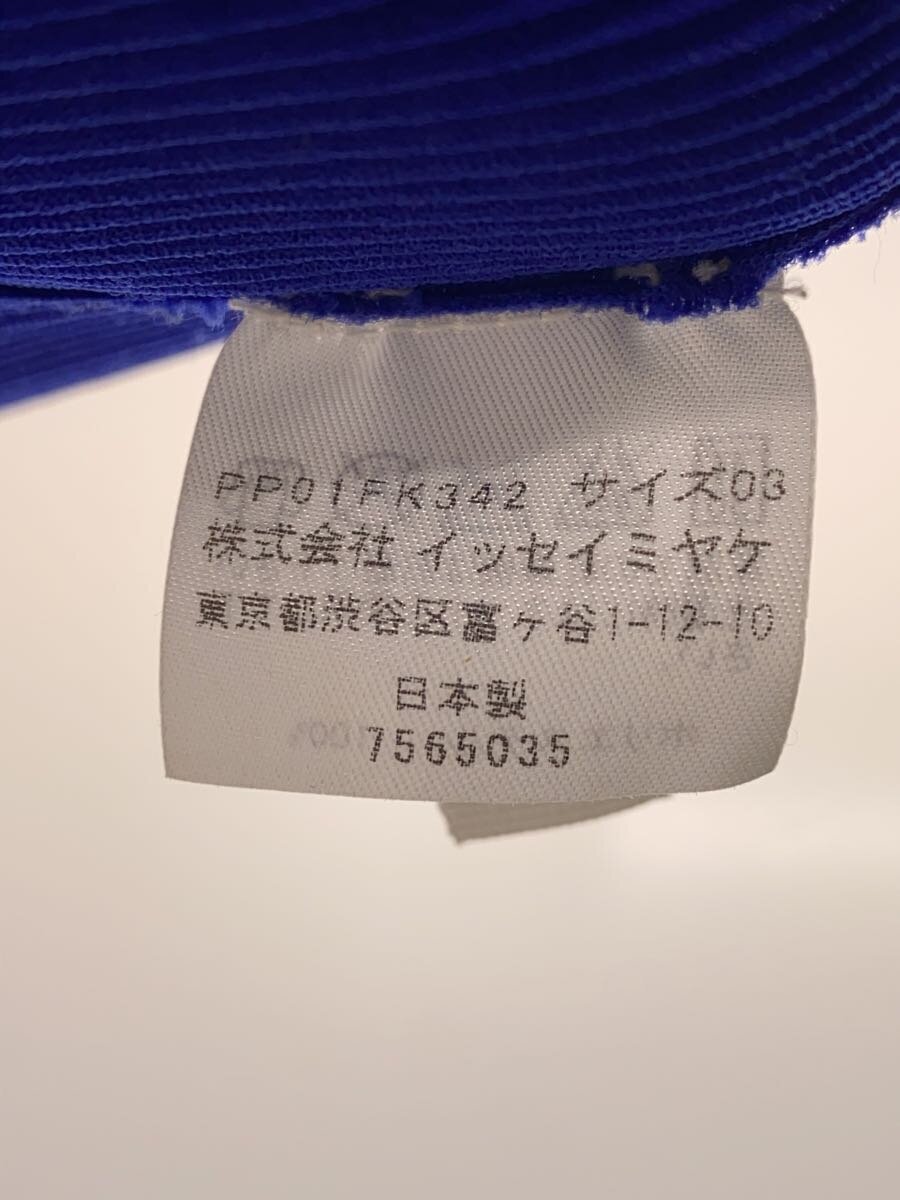 PP01FK342 サイズ03
株式会社 イッセイミヤケ
東京都渋谷区富ヶ谷1-12-10
日本製
7565035